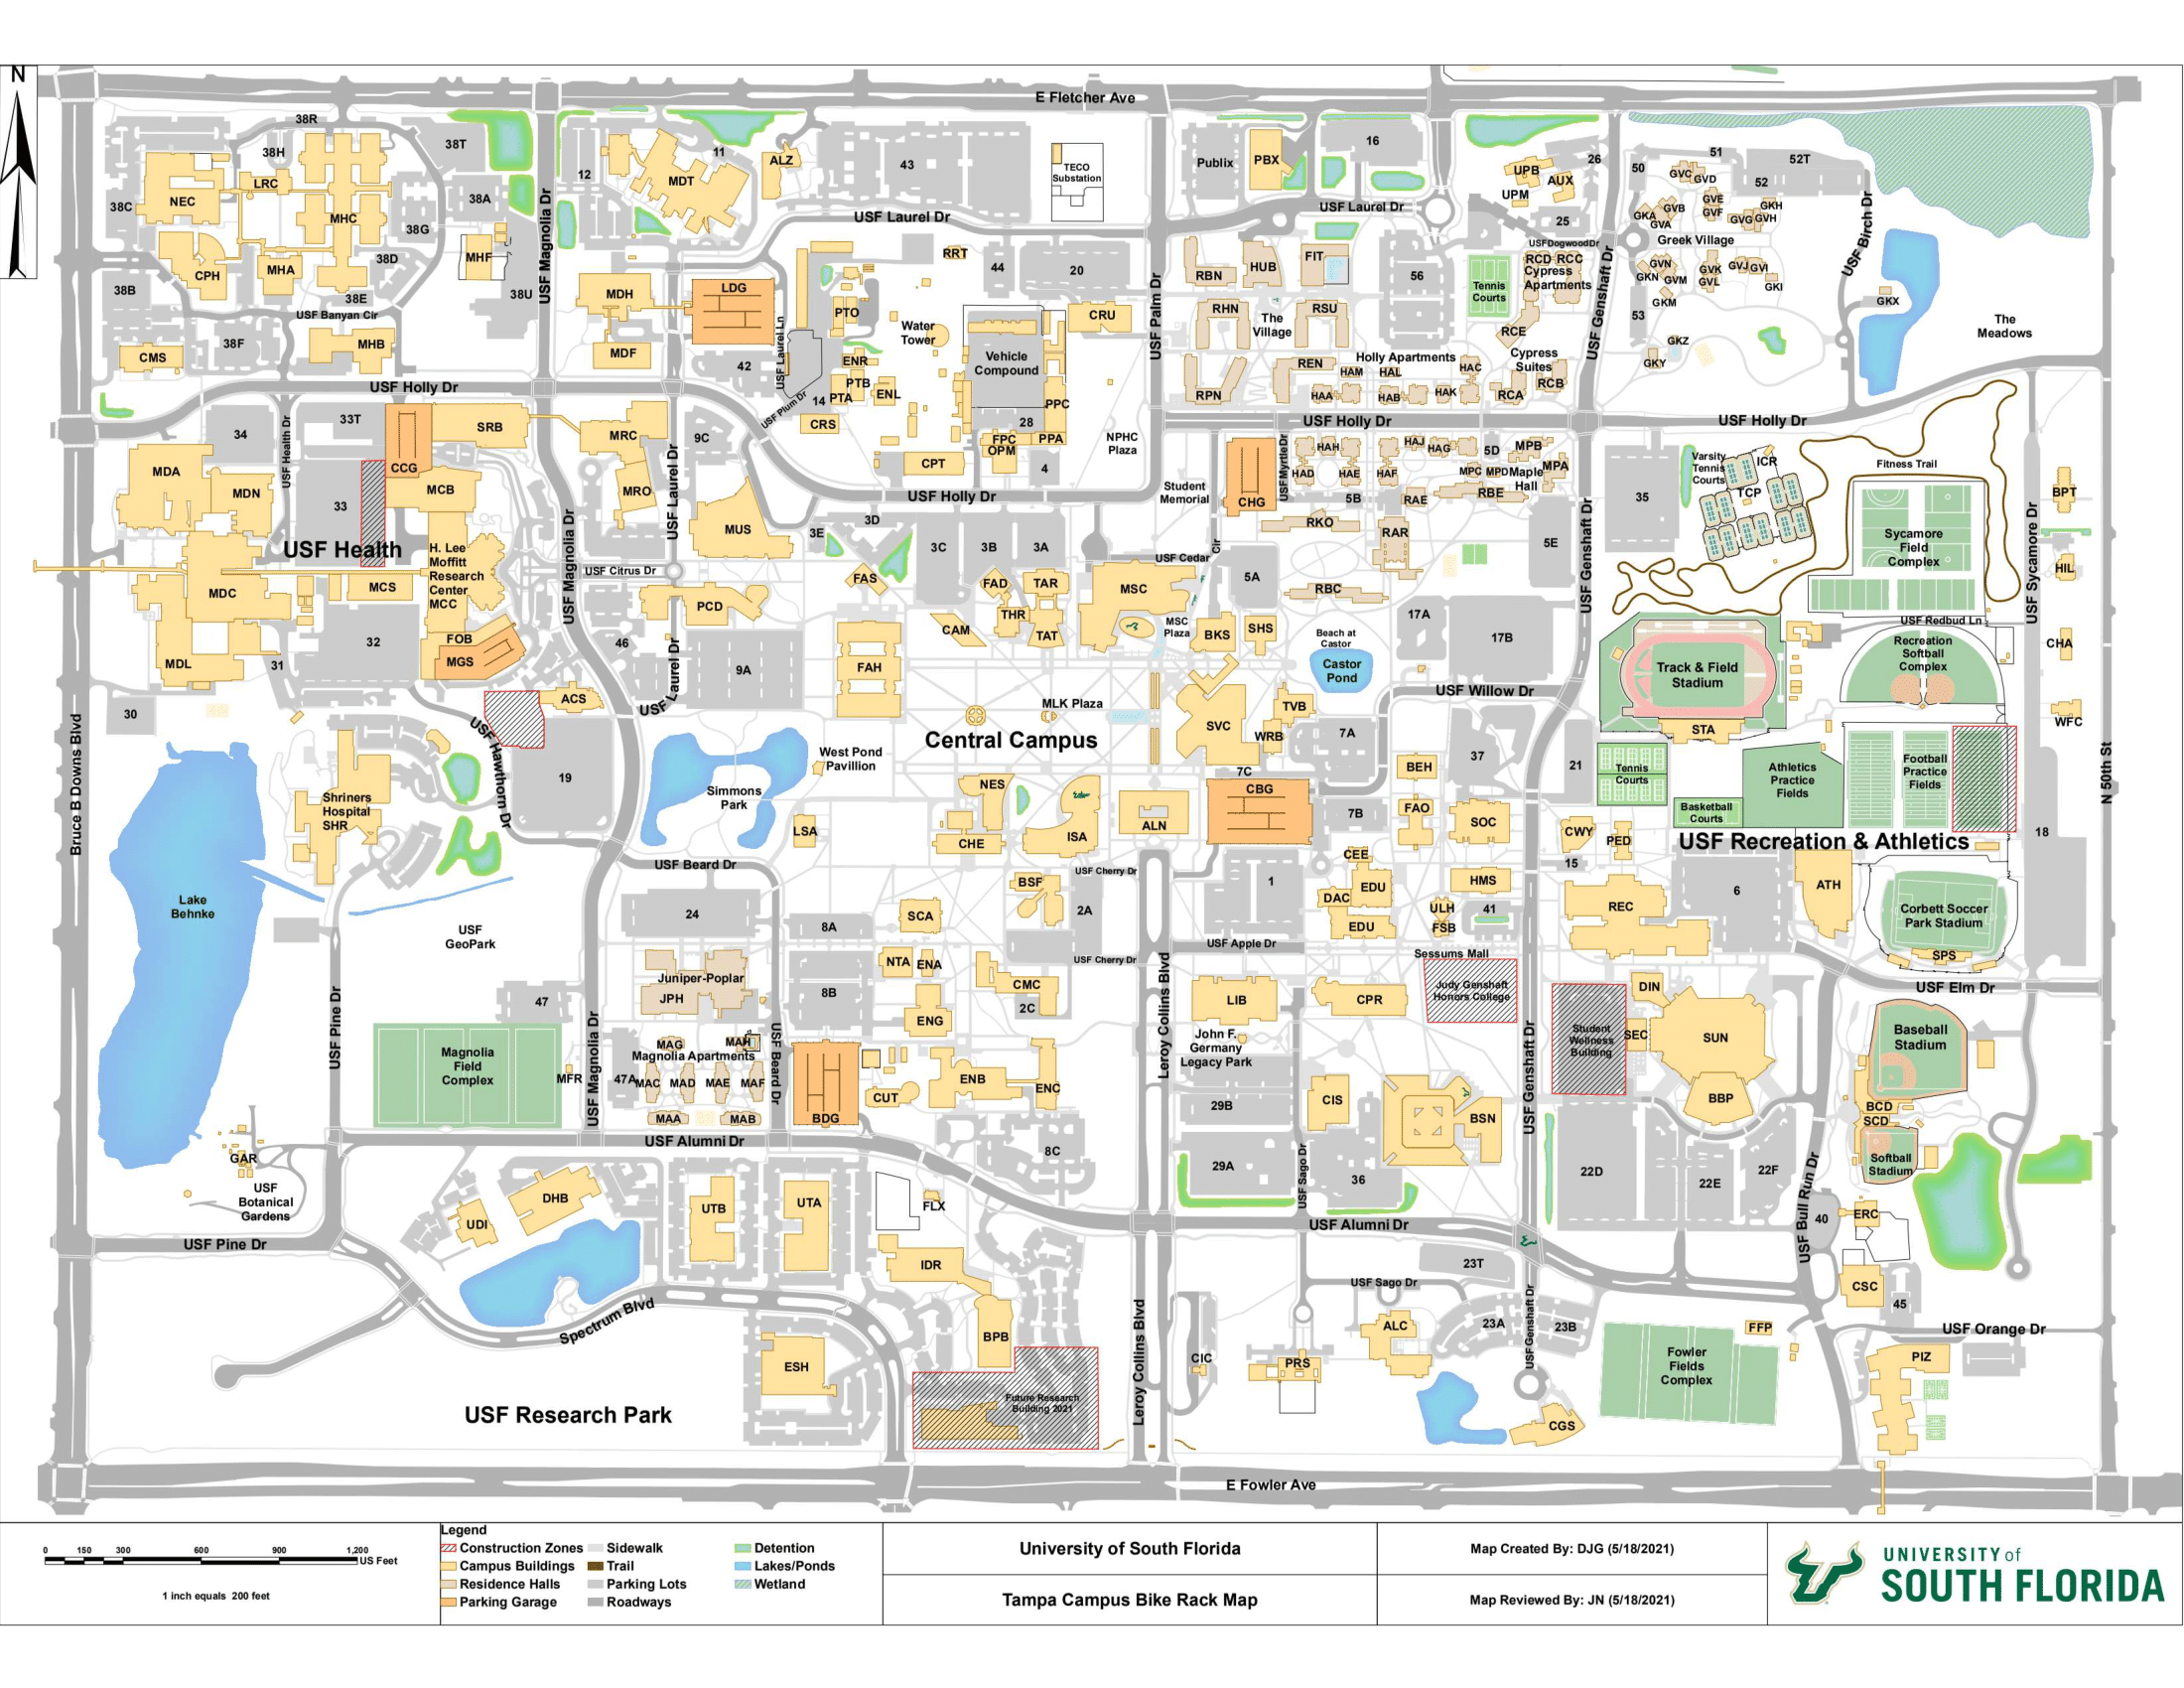 N
E Fletcher Ave
38R
38H
38T
38C
NEC
LRC
MHC
38A
38G
MHF
CPH
MHA
38D
38B
38E
38U
USF Banyan Cir
38F
MHB
CMS
USF Magnolia Dr
12
MDT
11
ALZ
43
TECO
Substation
USF Laurel Dr
MDH
LDG
MDF
42
USF Laurel Ln
PTO
RRT
44
20
Water
Tower
CRU
Vehicle
Compound
ENR
PTB
PTA
ENL
14
USF Plum Dr
CRS
PPC
28
FPC
PPA
OPM
CPT
4
NPHC
Plaza
USF Palm Dr
Publix
PBX
16
USF Laurel Dr
RBN
HUB
FIT
56
RHN
The
Village
RSU
RPN
REN
Holly Apartments
HAM
HAL
HAC
HAA
HAB
HAK
Tennis
Courts
UPB
AUX
UPM
26
25
USF Dogwood Dr
RCD
RCC
Cypress
Apartments
RCE
Cypress
Suites
RCB
RCA
USF Genshaft Dr
50
51
52T
52
GVC
GVD
GVE
GVF
GKH
GVG
GVH
GKA
GVB
GVA
Greek Village
GVN
GKN
GVM
GVK
GVL
GVJ
GVI
GKI
GKM
53
GKZ
GKY
USF Birch Dr
GKX
The
Meadows
USF Holly Dr
USF Holly Dr
USF Holly Dr
34
33T
USF Health Dr
CCG
SRB
MDA
MDN
33
MCB
USF Health
H. Lee
Moffitt
Research
Center
MCC
MDC
MCS
32
FOB
MGS
MDL
31
30
ACS
MRC
MRO
9C
USF Laurel Dr
MUS
USF Magnolia Dr
USF Citrus Dr
PCD
46
9A
USF Laurel Dr
USF Holly Dr
3E
3D
3C
3B
3A
FAS
FAD
TAR
THR
TAT
CAM
FAH
MSC
MSC
Plaza
Student
Memorial
CHG
USF Myrtle Dr
HAH
HAD
HAE
HAJ
HAG
HAF
5D
MPB
MPC
MPD
MPA
Maple
Hall
5B
RAE
RBE
RKO
RAR
5E
USF Cedar Cir
5A
RBC
BKS
SHS
Beach at
Castor
Castor
Pond
17A
17B
USF Willow Dr
USF Genshaft Dr
35
Varsity
Tennis
Courts
ICR
TCP
Fitness Trail
Sycamore
Field
Complex
USF Sycamore Dr
BPT
HIL
CHA
WFC
USF Redbud Ln
Recreation
Softball
Complex
Track & Field
Stadium
STA
Tennis
Courts
Athletics
Practice
Fields
Football
Practice
Fields
Basketball
Courts
USF Recreation & Athletics
18
N 50th St
Bruce B Downs Blvd
Lake
Behnke
Shriners
Hospital
SHR
USF Hawthorn Dr
19
USF
GeoPark
Simmons
Park
West Pond
Pavillion
MLK Plaza
Central Campus
LSA
NES
CHE
ISA
ALN
SVC
TVB
WRB
7A
7C
CBG
7B
37
BEH
FAO
SOC
21
CWY
PED
15
CEE
EDU
DAC
EDU
HMS
ULH
FSB
41
REC
6
ATH
Corbett Soccer
Park Stadium
SPS
USF Elm Dr
USF Beard Dr
24
8A
8B
SCA
BSF
USF Cherry Dr
2A
USF Cherry Dr
NTA
ENA
CMC
2C
ENG
1
USF Apple Dr
Sessums Mall
Judy Genshaft
Honors College
LIB
CPR
John F.
Germany
Legacy Park
Leroy Collins Blvd
Juniper-Poplar
JPH
47
USF Pine Dr
Magnolia
Field
Complex
MFR
USF Magnolia Dr
47A
MAG
MAH
Magnolia Apartments
MAC
MAD
MAE
MAF
MAA
MAB
USF Beard Dr
BDG
CUT
ENB
ENC
8C
29B
29A
CIS
36
USF Sago Dr
BSN
USF Genshaft Dr
Student
Wellness
Building
DIN
SEC
SUN
BBP
22D
22E
22F
USF Bull Run Dr
Baseball
Stadium
BCD
SCD
Softball
Stadium
40
ERC
CSC
45
USF Alumni Dr
GAR
USF
Botanical
Gardens
USF Pine Dr
UDI
DHB
UTB
UTA
FLX
IDR
BPB
ESH
Spectrum Blvd
USF Research Park
Future Research
Building 2021
Leroy Collins Blvd
USF Alumni Dr
23T
USF Sago Dr
ALC
23A
23B
USF Genshaft Dr
CIC
PRS
CGS
FFP
Fowler
Fields
Complex
USF Orange Dr
PIZ
E Fowler Ave
0 150 300 600 900 1,200
US Feet
1 inch equals 200 feet
Legend
Construction Zones
Campus Buildings
Residence Halls
Parking Garage
Sidewalk
Trail
Parking Lots
Roadways
Detention
Lakes/Ponds
Wetland
University of South Florida
Tampa Campus Bike Rack Map
Map Created By: DJG (5/18/2021)
Map Reviewed By: JN (5/18/2021)
UNIVERSITY of
SOUTH FLORIDA